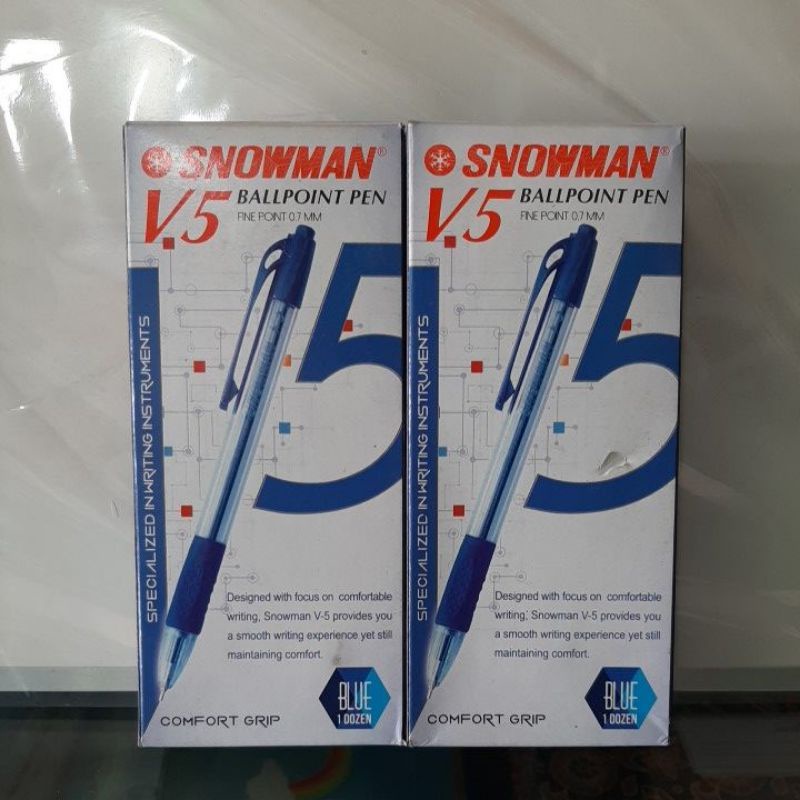 SNOWMAN®
V.5 BALLPOINT PEN
FINE POINT 0.7 MM
5
SPECIALIZED IN WRITING INSTRUMENTS
Designed with focus on comfortable
writing, Snowman V-5 provides you
a smooth writing experience yet still
maintaining comfort.
COMFORT GRIP
BLUE
1 DOZEN
SNOWMAN®
V.5 BALLPOINT PEN
FINE POINT 0.7 MM
5
SPECIALIZED IN WRITING INSTRUMENTS
Designed with focus on comfortable
writing, Snowman V-5 provides you
a smooth writing experience yet still
maintaining comfort.
COMFORT GRIP
BLUE
1 DOZEN